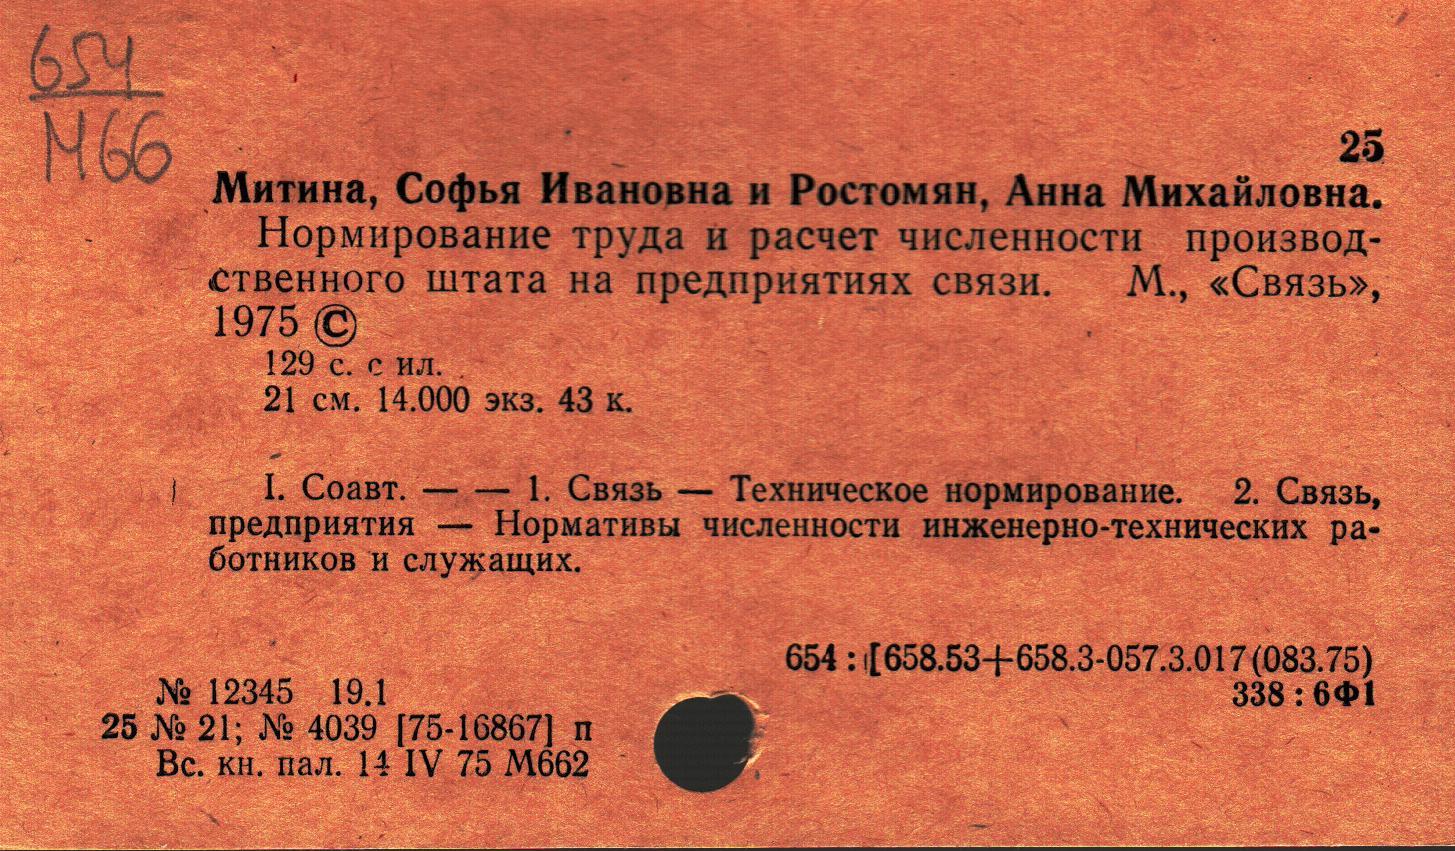 654
М66
25
Митина, Софья Ивановна и Ростомян, Анна Михайловна.
Нормирование труда и расчет численности производ-
ственного штата на предприятиях связи. М., «Связь»,
1975 ©
129 с. с ил.
21 см. 14.000 экз. 43 к.
I. Соавт. — — 1. Связь — Техническое нормирование. 2. Связь,
предприятия — Нормативы численности инженерно-технических ра-
ботников и служащих.
654 : [658.53+658.3-057.3.017(083.75)
338 : 6Ф1
№ 12345 19.1
25 № 21; № 4039 [75-16867] п
Вс. кн. пал. 14 IV 75 М662